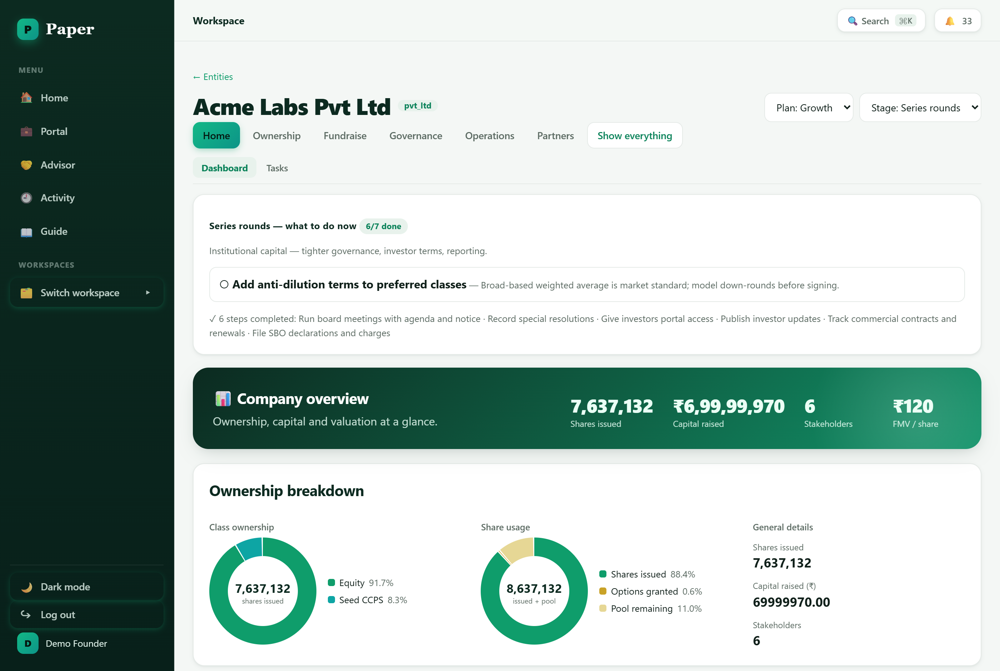 P Paper
MENU
Home
Portal
Advisor
Activity
Guide
WORKSPACES
Switch workspace
Dark mode
Log out
D Demo Founder
Workspace
Search ⌘K
33
← Entities
Acme Labs Pvt Ltd pvt_ltd
Plan: Growth
Stage: Series rounds
Home Ownership Fundraise Governance Operations Partners Show everything
Dashboard Tasks
Series rounds — what to do now 6/7 done
Institutional capital — tighter governance, investor terms, reporting.
Add anti-dilution terms to preferred classes — Broad-based weighted average is market standard; model down-rounds before signing.
✓ 6 steps completed: Run board meetings with agenda and notice · Record special resolutions · Give investors portal access · Publish investor updates · Track commercial contracts and
renewals · File SBO declarations and charges
Company overview
Ownership, capital and valuation at a glance.
7,637,132
Shares issued
₹6,99,99,970
Capital raised
6
Stakeholders
₹120
FMV / share
Ownership breakdown
Class ownership
7,637,132
shares issued
Equity 91.7%
Seed CCPS 8.3%
Share usage
8,637,132
issued + pool
Shares issued 88.4%
Options granted 0.6%
Pool remaining 11.0%
General details
Shares issued
7,637,132
Capital raised (₹)
69999970.00
Stakeholders
6